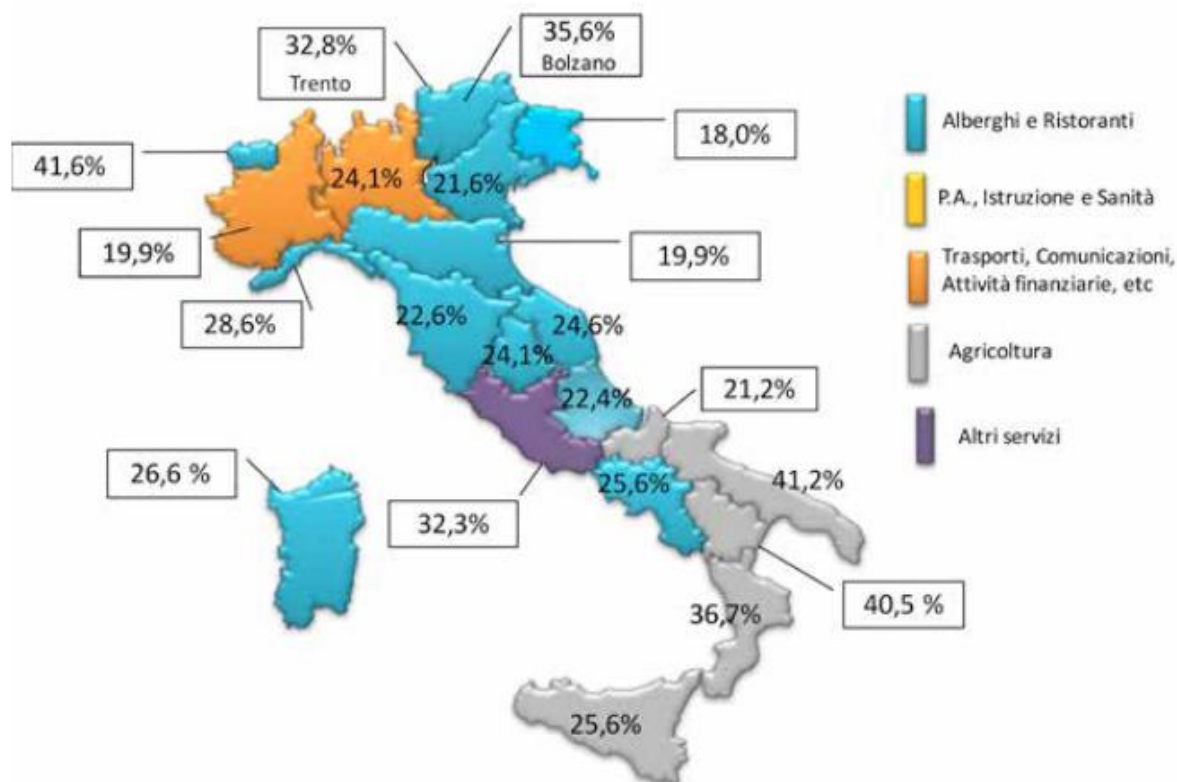 32,8%
Trento
35,6%
Bolzano
18,0%
41,6%
24,1%
21,6%
19,9%
19,9%
28,6%
22,6%
24,6%
24,1%
22,4%
21,2%
26,6 %
32,3%
25,6%
41,2%
40,5 %
36,7%
25,6%
Alberghi e Ristoranti
P.A., Istruzione e Sanità
Trasporti, Comunicazioni,
Attività finanziarie, etc
Agricoltura
Altri servizi